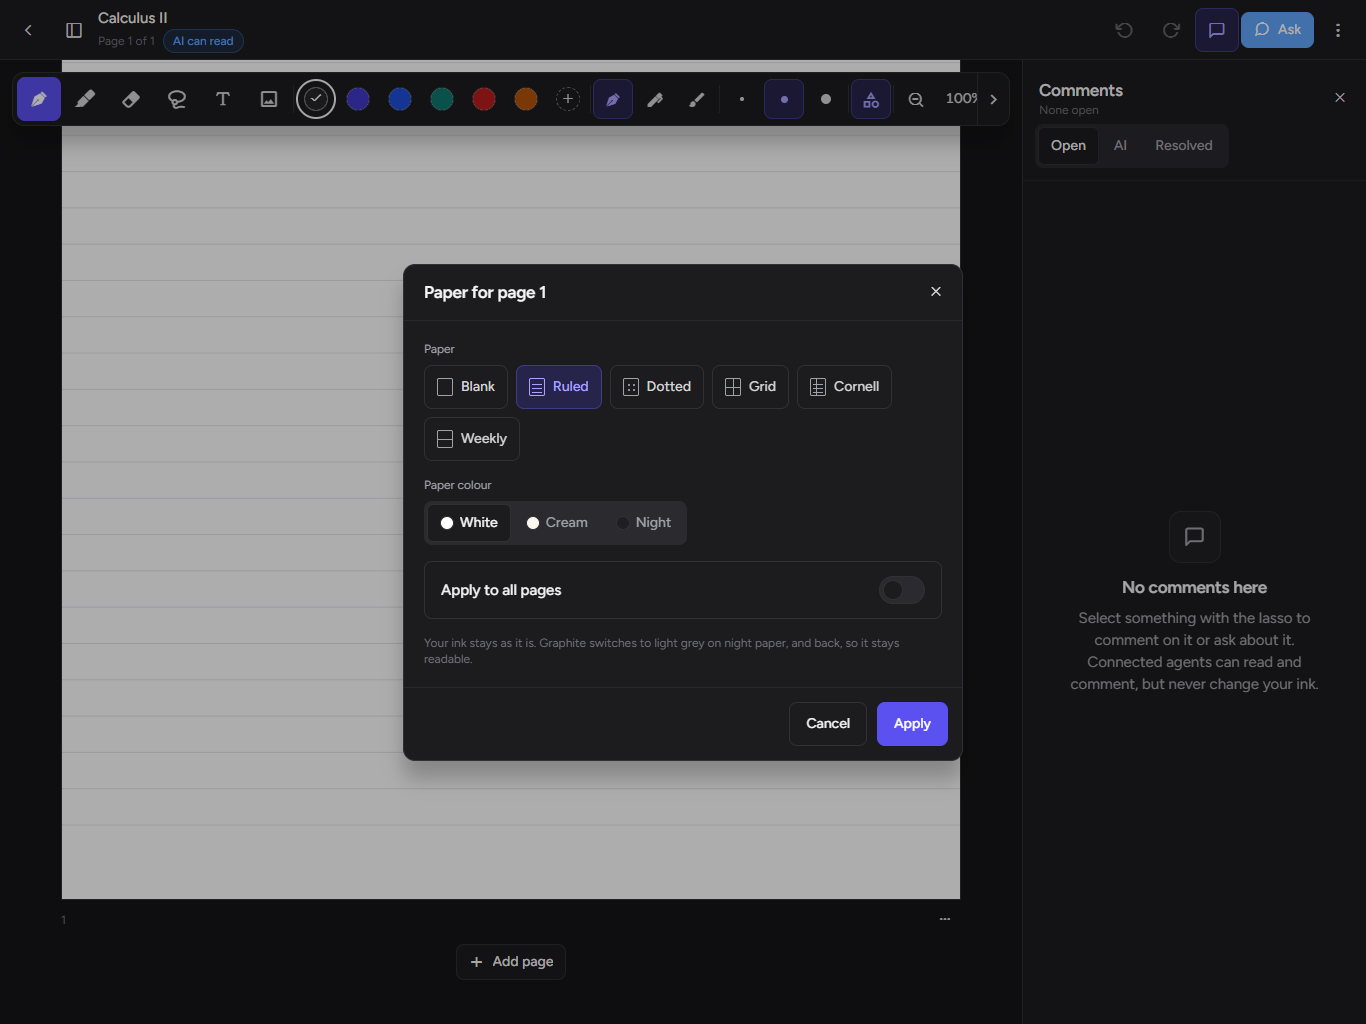 Calculus II
Page 1 of 1
AI can read
Ask
T
100%
Comments
None open
Open
AI
Resolved
Paper for page 1
Paper
Blank
Ruled
Dotted
Grid
Cornell
Weekly
Paper colour
White
Cream
Night
Apply to all pages
Your ink stays as it is. Graphite switches to light grey on night paper, and back, so it stays
readable.
Cancel
Apply
No comments here
Select something with the lasso to
comment on it or ask about it.
Connected agents can read and
comment, but never change your ink.
1
Add page